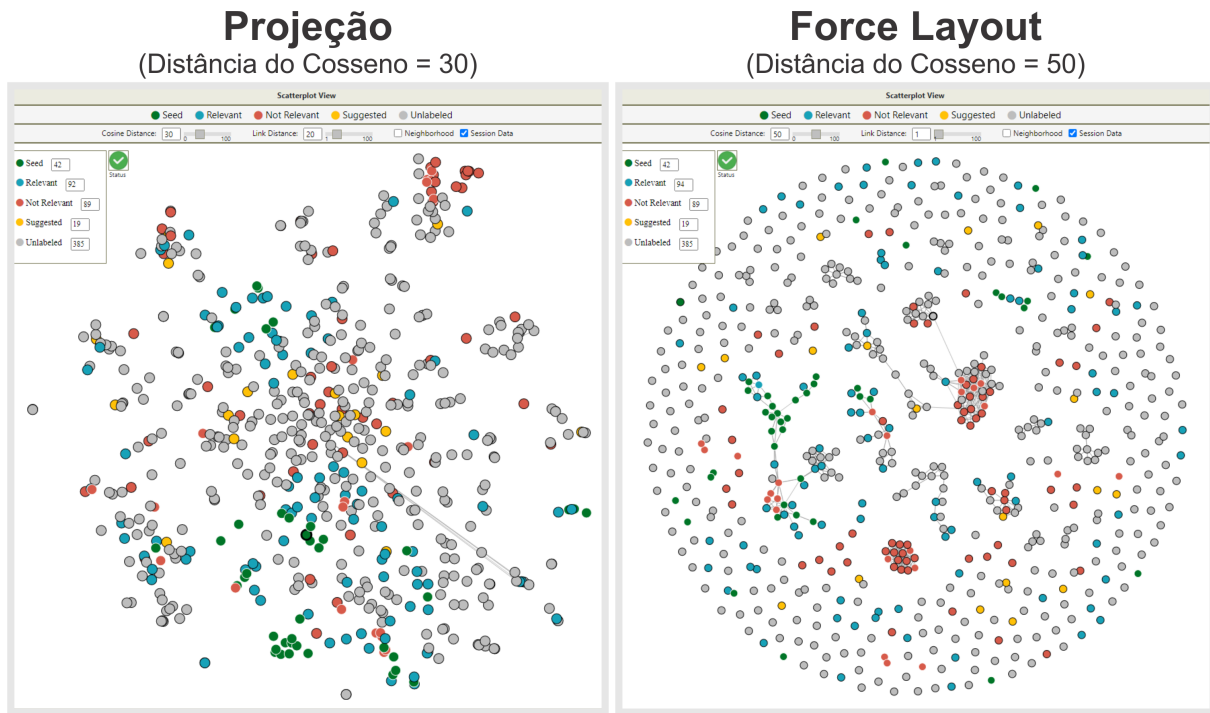 Projeção
(Distância do Cosseno = 30)
Scatterplot View
Seed Relevant Not Relevant Suggested Unlabeled
Cosine Distance: 30 0 100 Link Distance: 20 1 100 Neighborhood Session Data
Seed 42
Relevant 92
Not Relevant 89
Suggested 19
Unlabeled 385
Status
Force Layout
(Distância do Cosseno = 50)
Scatterplot View
Seed Relevant Not Relevant Suggested Unlabeled
Cosine Distance: 50 0 100 Link Distance: 1 1 100 Neighborhood Session Data
Seed 42
Relevant 94
Not Relevant 89
Suggested 19
Unlabeled 385
Status